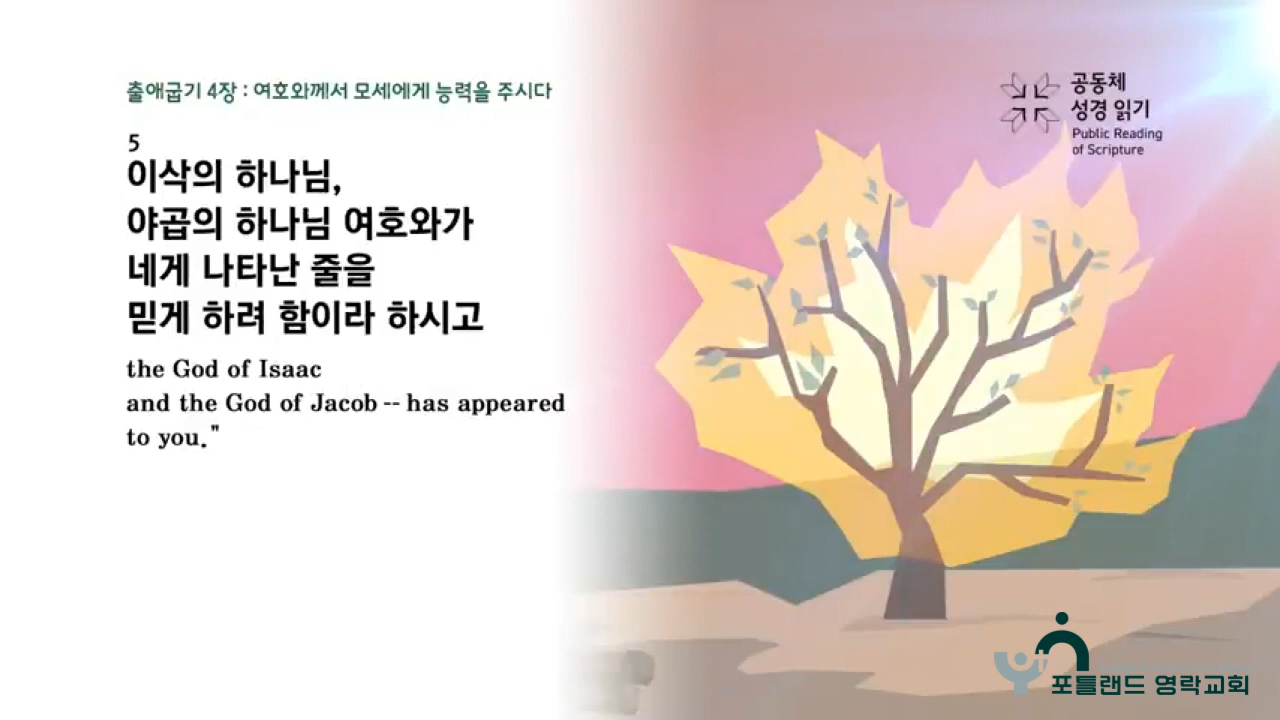 출애굽기 4장 : 여호와께서 모세에게 능력을 주시다
5
이삭의 하나님,
야곱의 하나님 여호와가
네게 나타난 줄을
믿게 하려 함이라 하시고
the God of Isaac
and the God of Jacob -- has appeared
to you."
공동체
성경 읽기
Public Reading
of Scripture
포틀랜드 영락교회